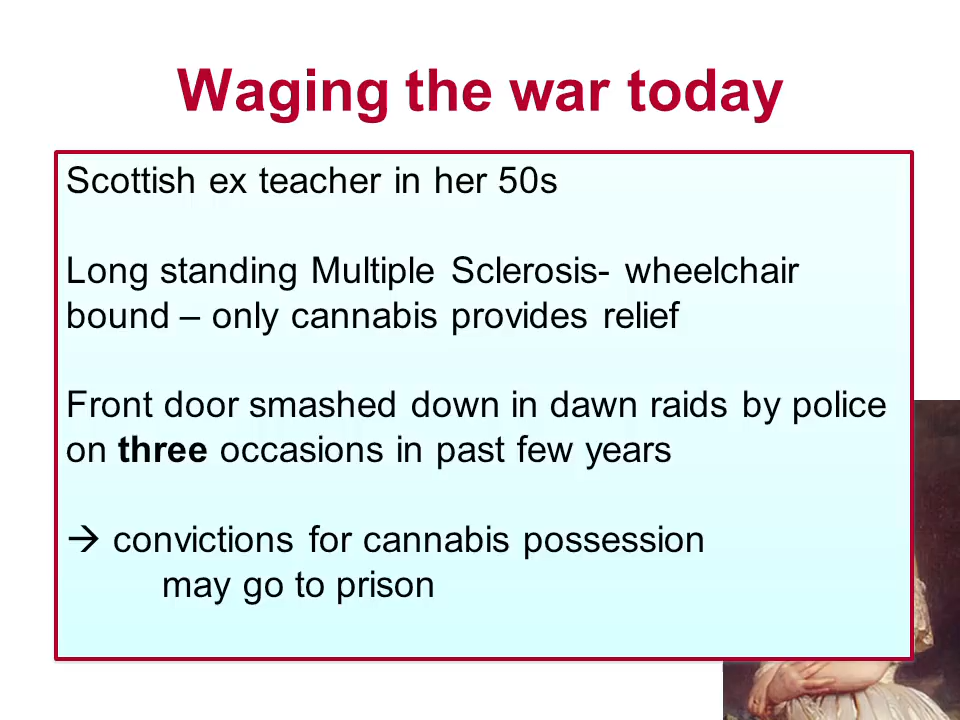 Waging the war today
Scottish ex teacher in her 50s
Long standing Multiple Sclerosis- wheelchair
bound – only cannabis provides relief
Front door smashed down in dawn raids by police
on three occasions in past few years
→ convictions for cannabis possession
may go to prison